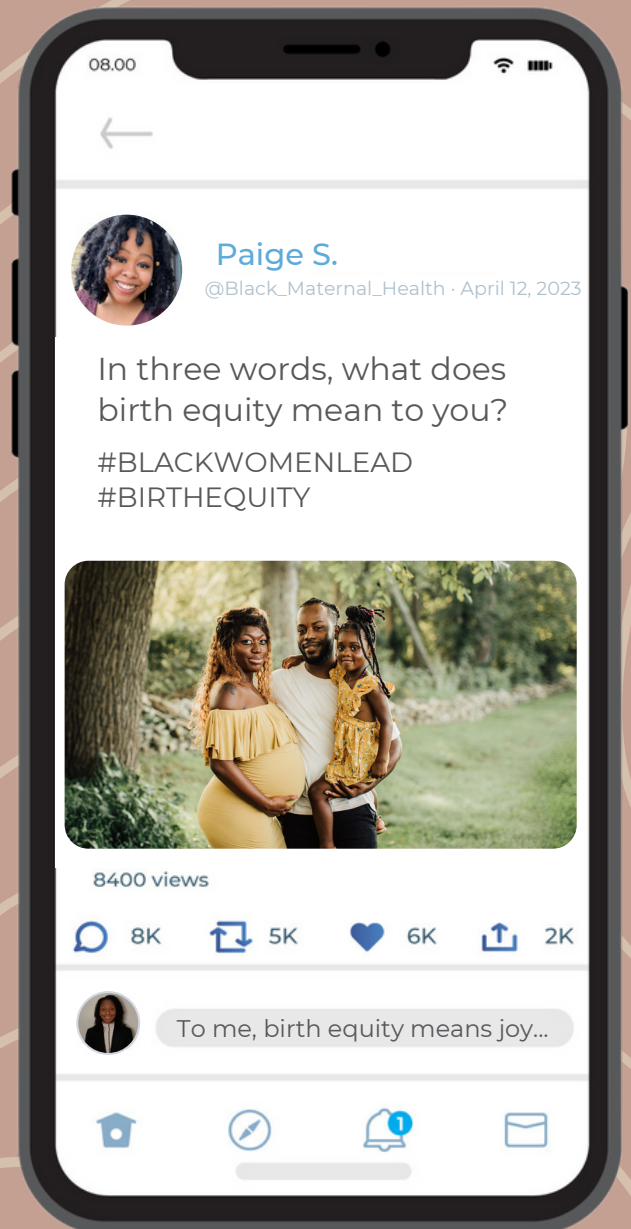 08.00
Paige S.
@Black_Maternal_Health · April 12, 2023
In three words, what does
birth equity mean to you?
#BLACKWOMENLEAD
#BIRTHEQUITY
8400 views
8K 5K 6K 2K
To me, birth equity means joy...
1